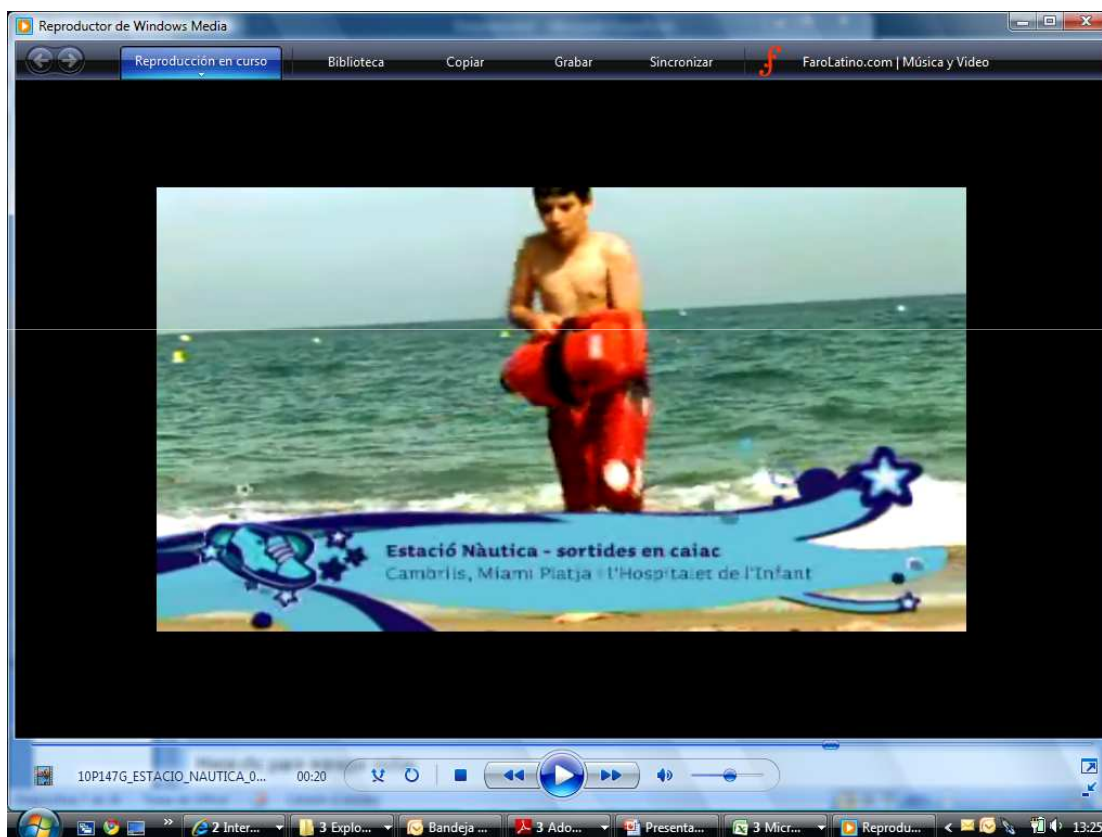 Reproductor de Windows Media
Reproducción en curso
Biblioteca
Copiar
Grabar
Sincronizar
FaroLatino.com | Música y Video
Estació Nàutica - sortides en caiac
Cambrils, Miami Platja i l'Hospitalet de l'Infant
10P147G_ESTACIO_NAUTICA_0...
00:20
2 Inter...
3 Explo...
Bandeja ...
3 Ado...
Presenta...
3 Micr...
Reprodu...
13:25